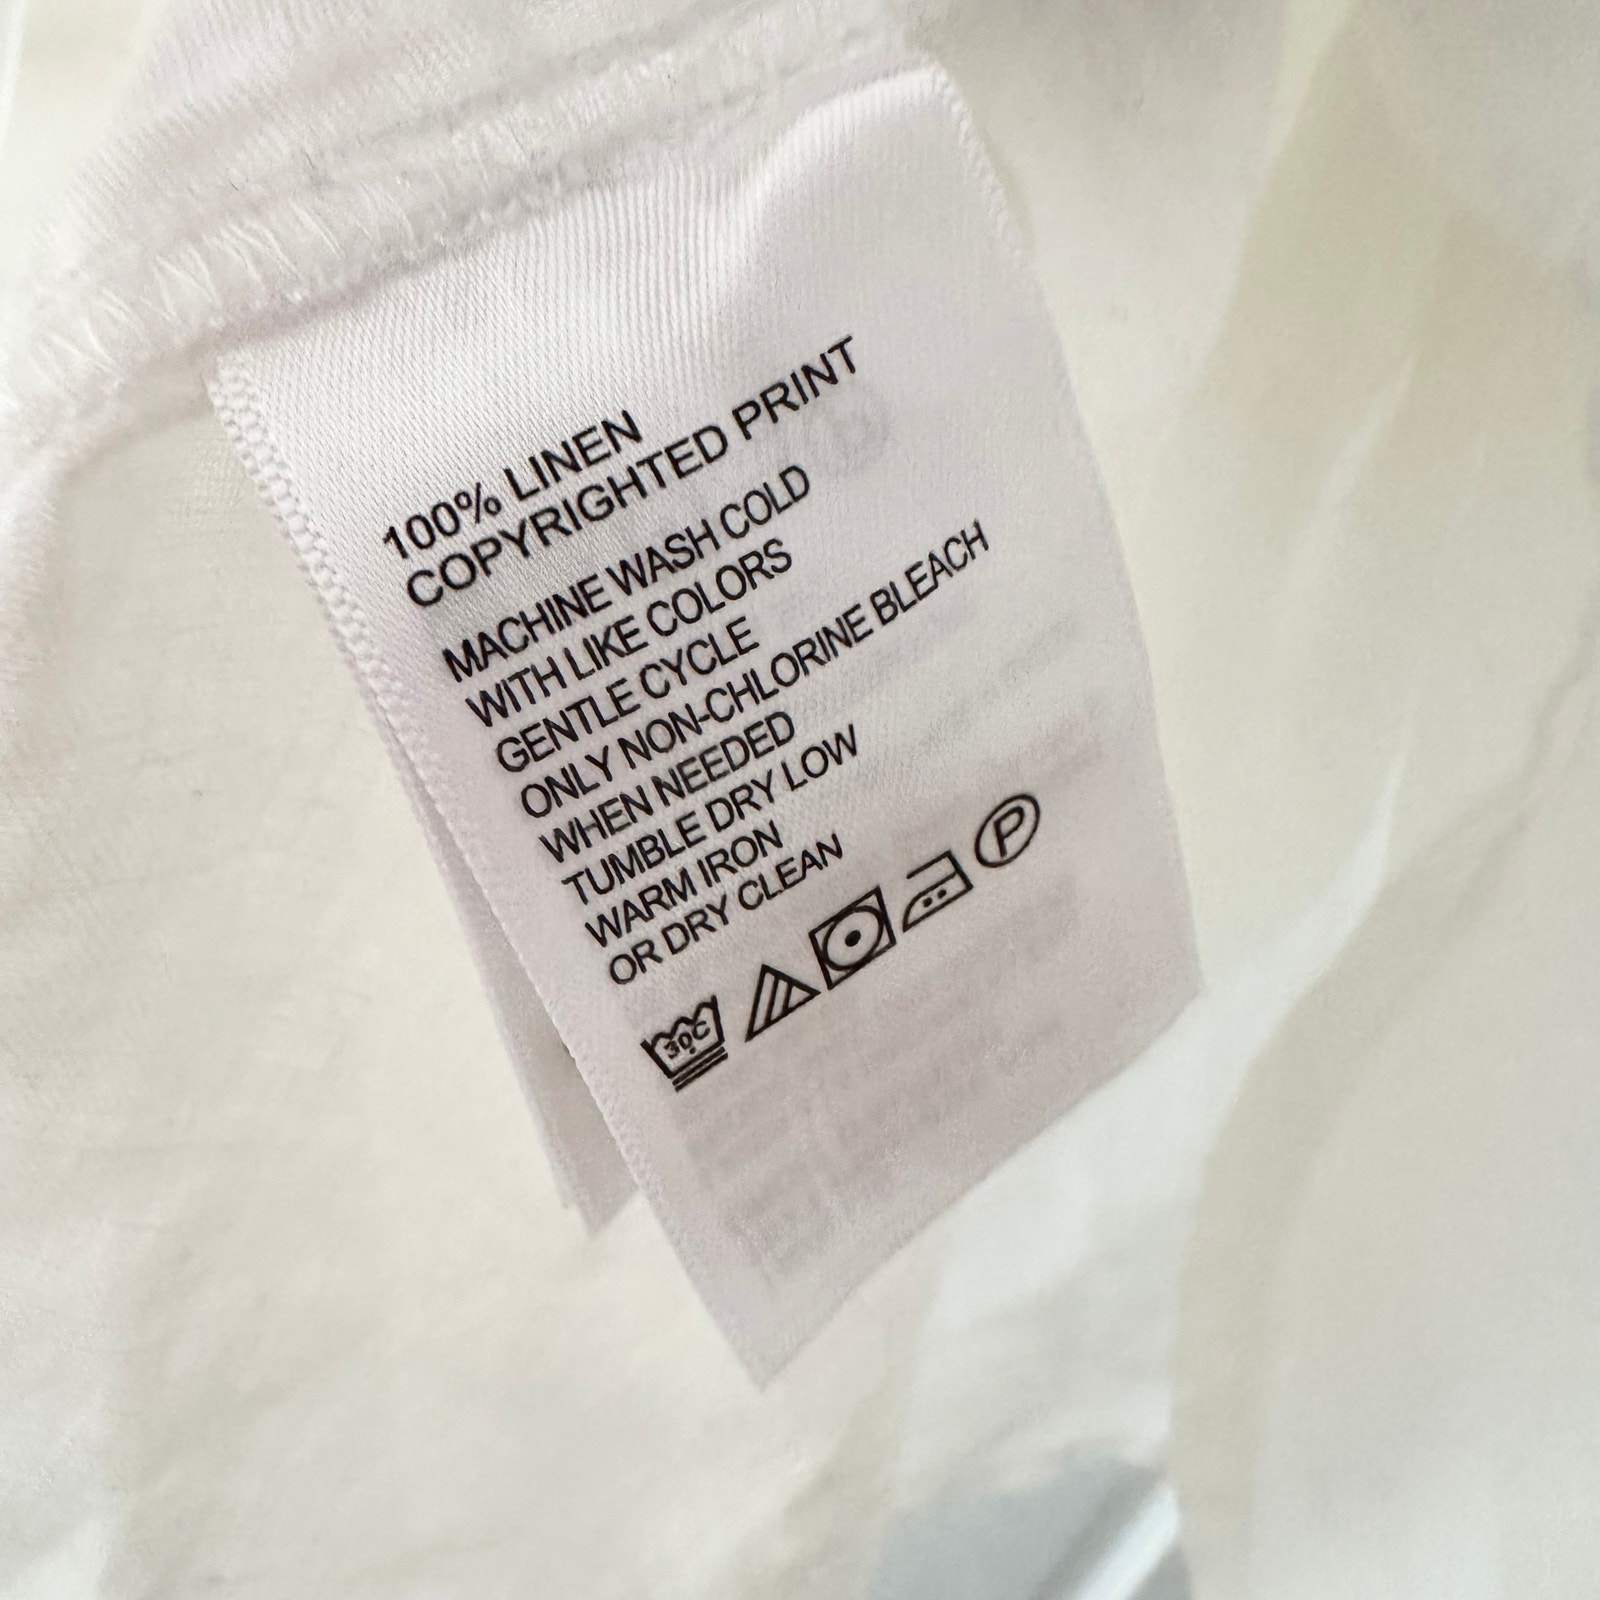 100% LINEN
COPYRIGHTED PRINT
MACHINE WASH COLD
WITH LIKE COLORS
GENTLE CYCLE
ONLY NON-CHLORINE BLEACH
WHEN NEEDED
TUMBLE DRY LOW
WARM IRON
OR DRY CLEAN
30C
P